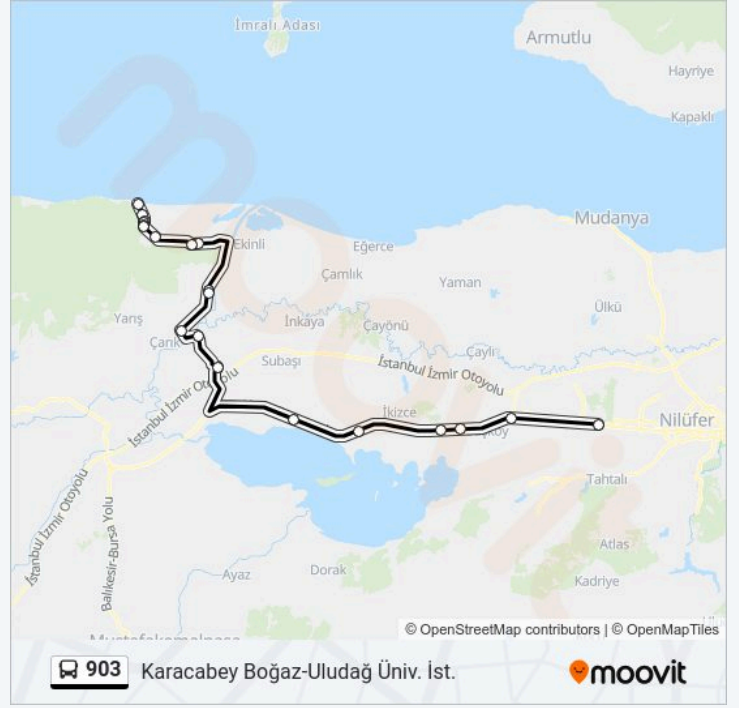 İmralı Adası
Armutlu
Hayriye
Kapaklı
Mudanya
Ekinli
Eğerce
Çamlık
Yaman
Ülkü
Yarış
İnkaya
Çayönü
Çarık
Subaşı
Çaylı
İstanbul İzmir Otoyolu
İstanbul İzmir Otoyolu
İkizce
Nilüfer
Tahtalı
İstanbul İzmir Otoyolu
Balıkesir-Bursa Yolu
Atlas
Ayaz
Dorak
Kadriye
© OpenStreetMap contributors | © OpenMapTiles
903 Karacabey Boğaz-Uludağ Üniv. İst.
moovit